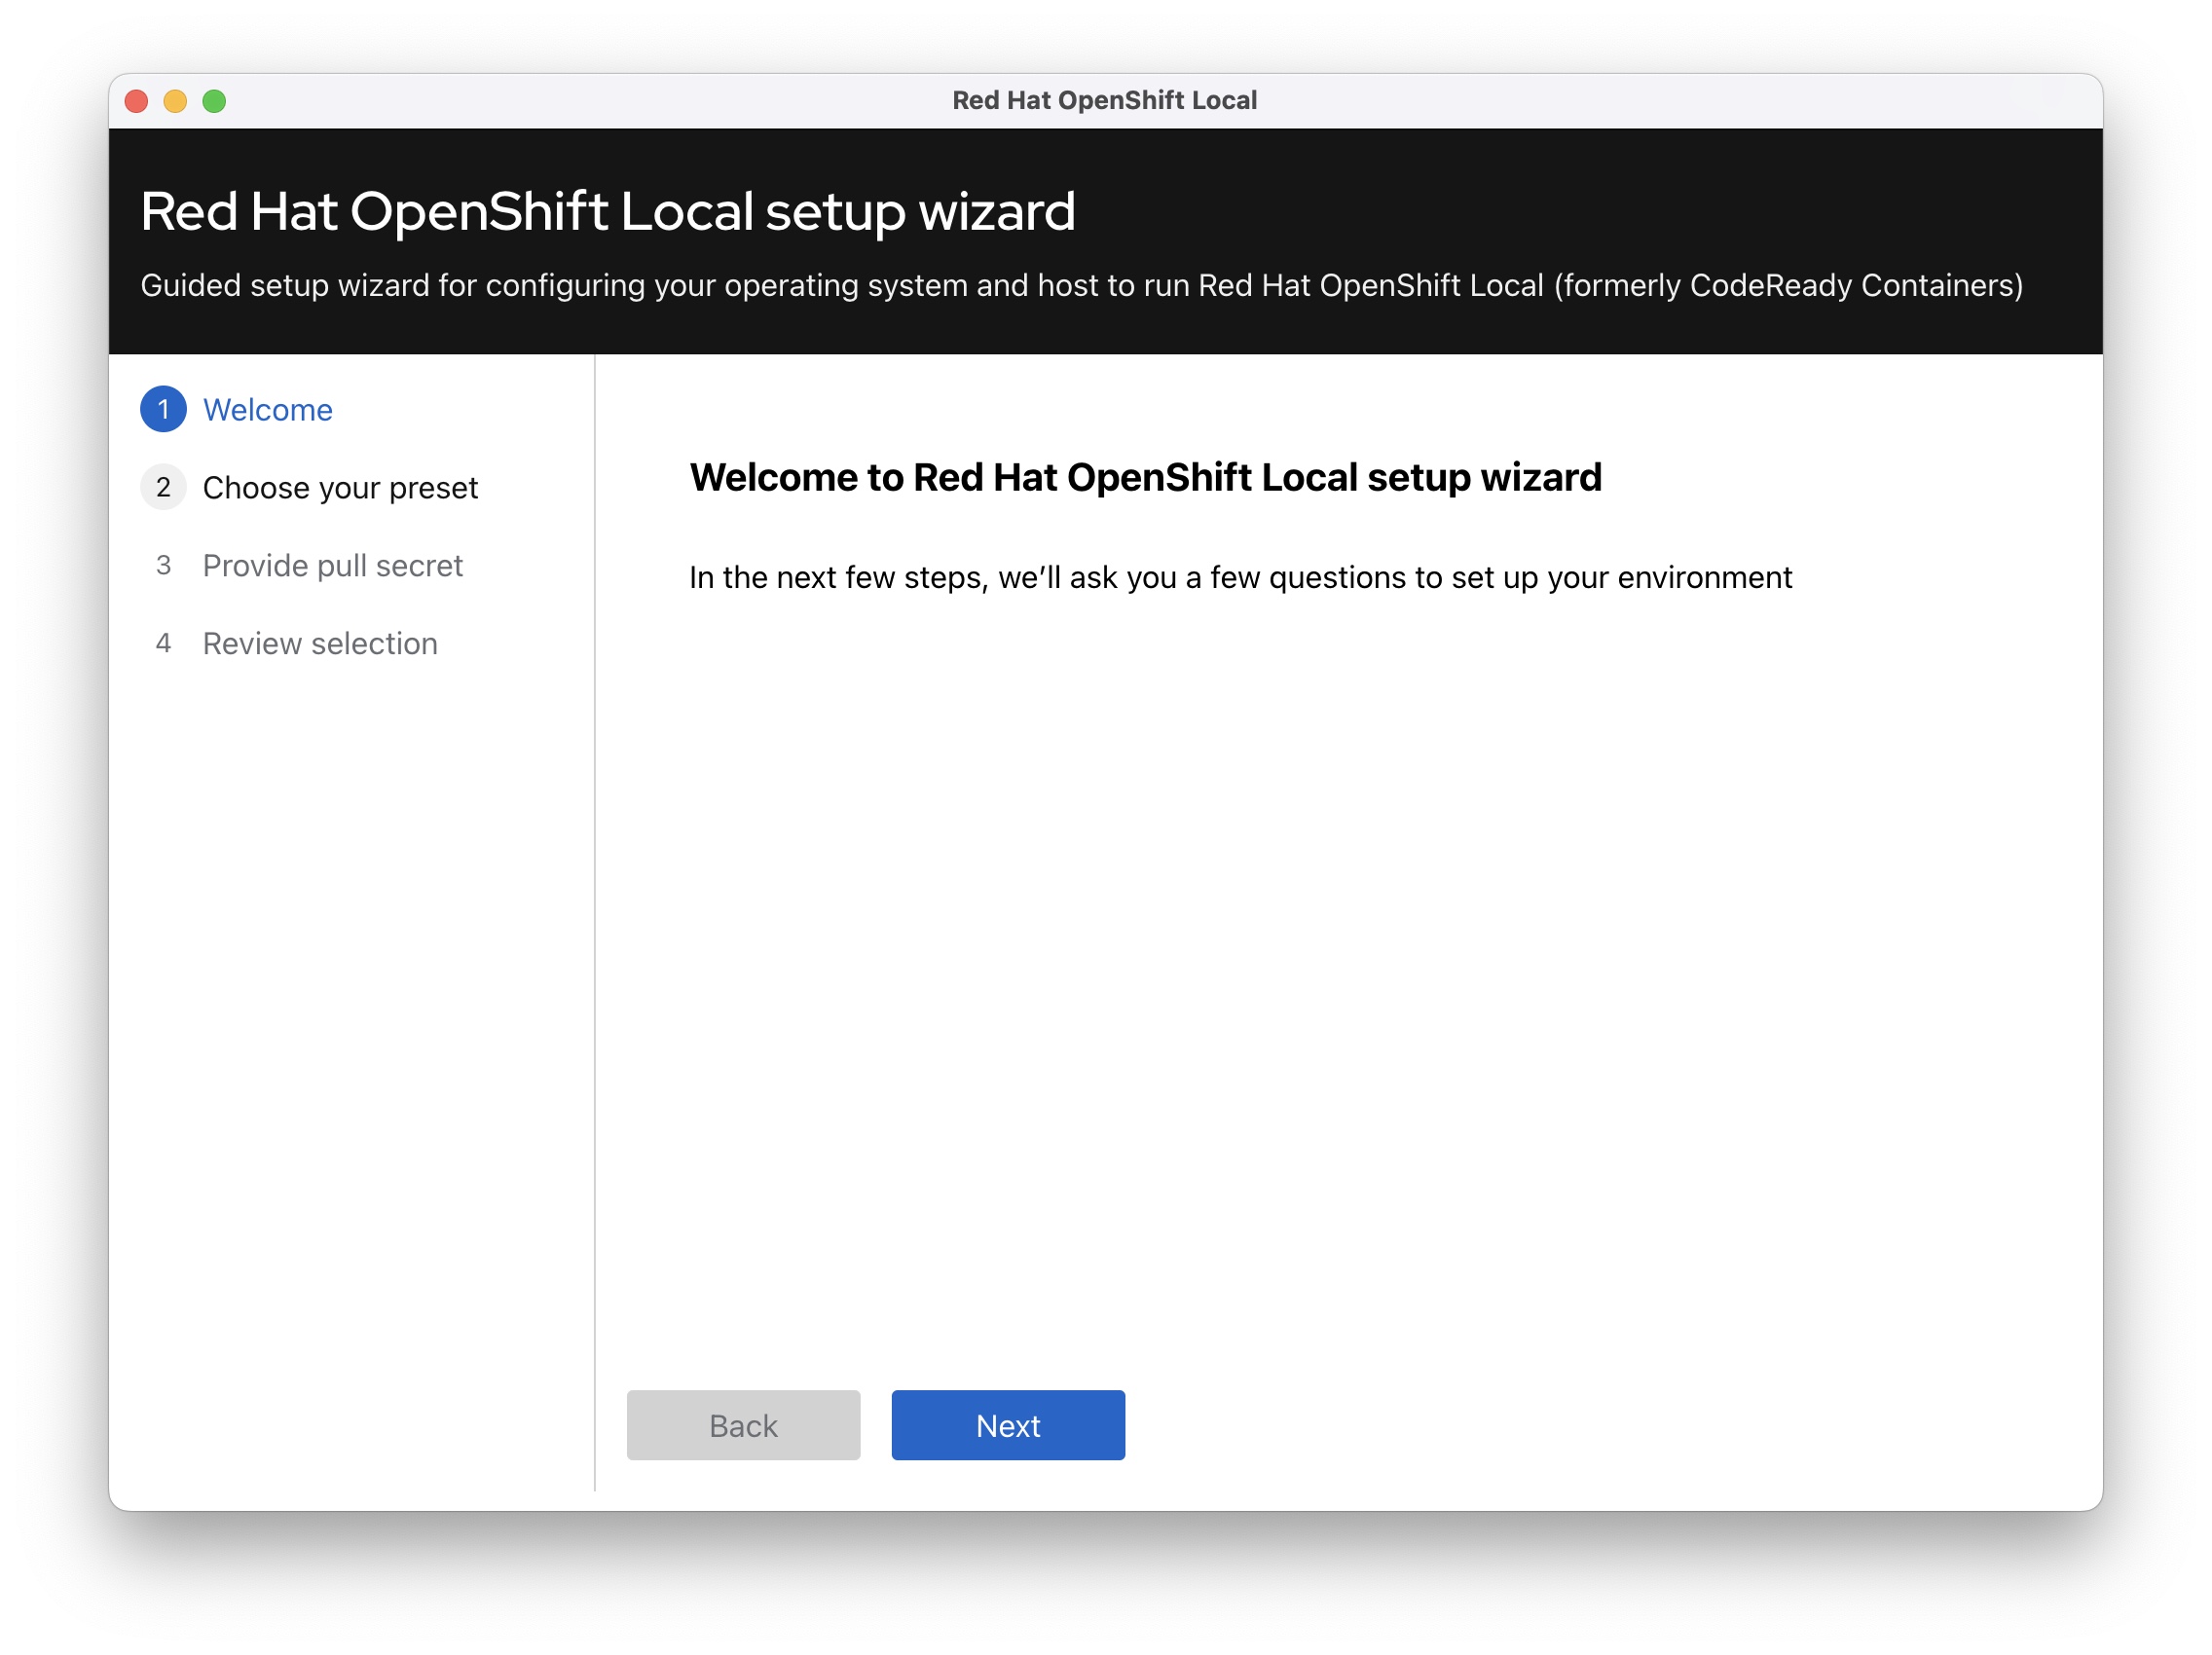 Red Hat OpenShift Local
Red Hat OpenShift Local setup wizard
Guided setup wizard for configuring your operating system and host to run Red Hat OpenShift Local (formerly CodeReady Containers)
1 Welcome
2 Choose your preset
3 Provide pull secret
4 Review selection
Welcome to Red Hat OpenShift Local setup wizard
In the next few steps, we’ll ask you a few questions to set up your environment
Back Next